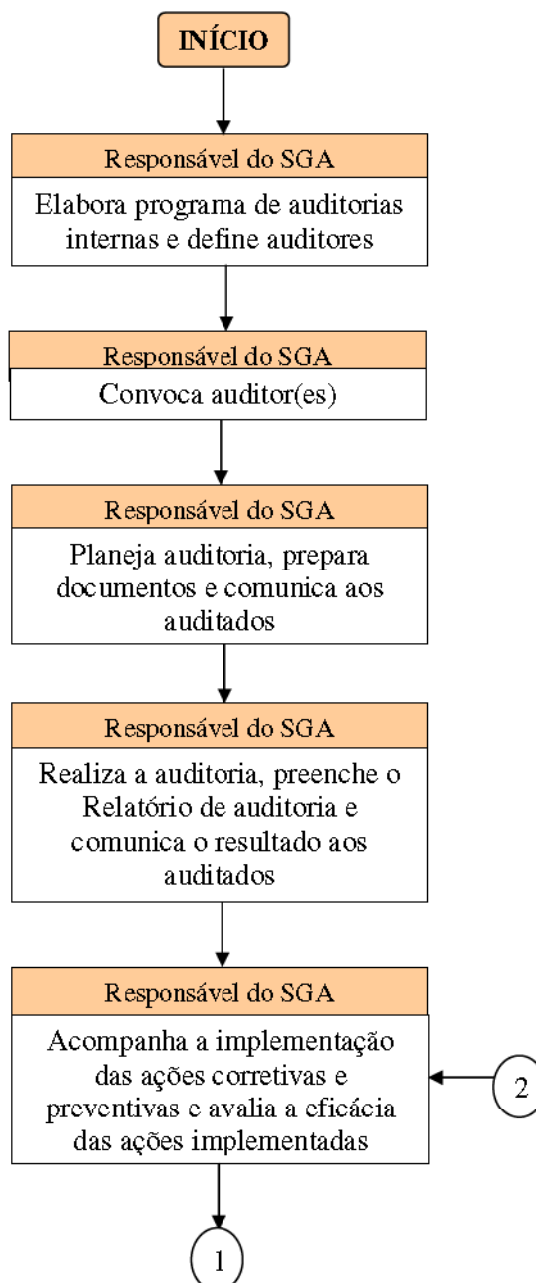 INÍCIO
Responsável do SGA
Elabora programa de auditorias
internas e define auditores
Responsável do SGA
Convoca auditor(es)
Responsável do SGA
Planeja auditoria, prepara
documentos e comunica aos
auditados
Responsável do SGA
Realiza a auditoria, preenche o
Relatório de auditoria e
comunica o resultado aos
auditados
Responsável do SGA
Acompanha a implementação
das ações corretivas e
preventivas e avalia a eficácia
das ações implementadas
2
1